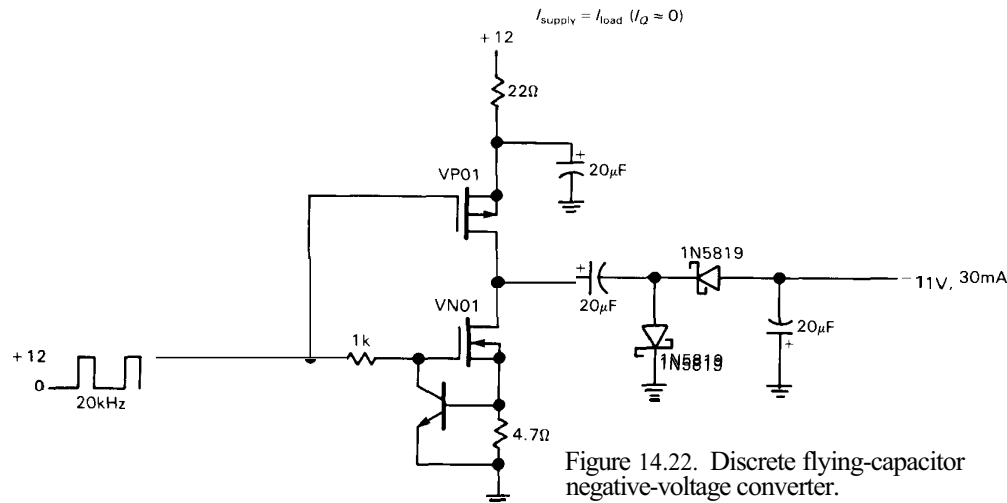 I_supply = I_load (I_Q ≈ 0)
+12
22Ω
VP01
+
20μF
1N5819
+
20μF
-11V, 30mA
VN01
1k
20μF
+
1N5819
+12
0
20kHz
4.7Ω
Figure 14.22. Discrete flying-capacitor
negative-voltage converter.